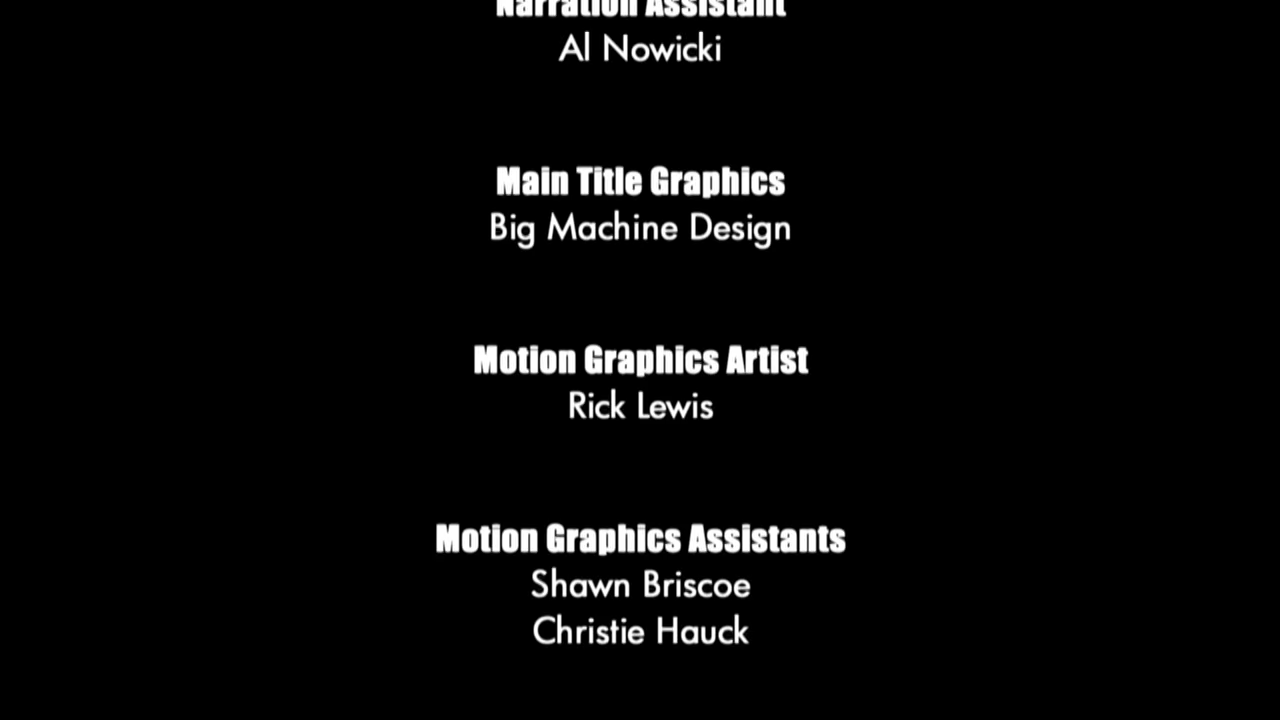 Narration Assistant
Al Nowicki
Main Title Graphics
Big Machine Design
Motion Graphics Artist
Rick Lewis
Motion Graphics Assistants
Shawn Briscoe
Christie Hauck